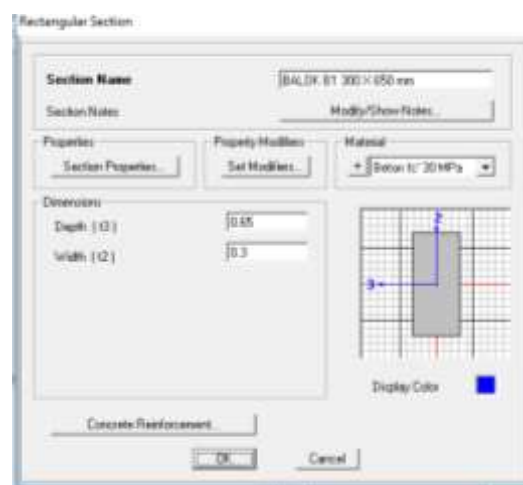 Rectangular Section
Section Name
BALOK B1 300 X 650 mm
Section Notes
Modify/Show Notes...
Properties
Property Modifiers
Material
Section Properties...
Set Modifiers...
+ Beton fc' 30 MPa
Dimensions
Depth ( t3 )
0.65
Width ( t2 )
0.3
2
3
Display Color
Concrete Reinforcement...
OK
Cancel